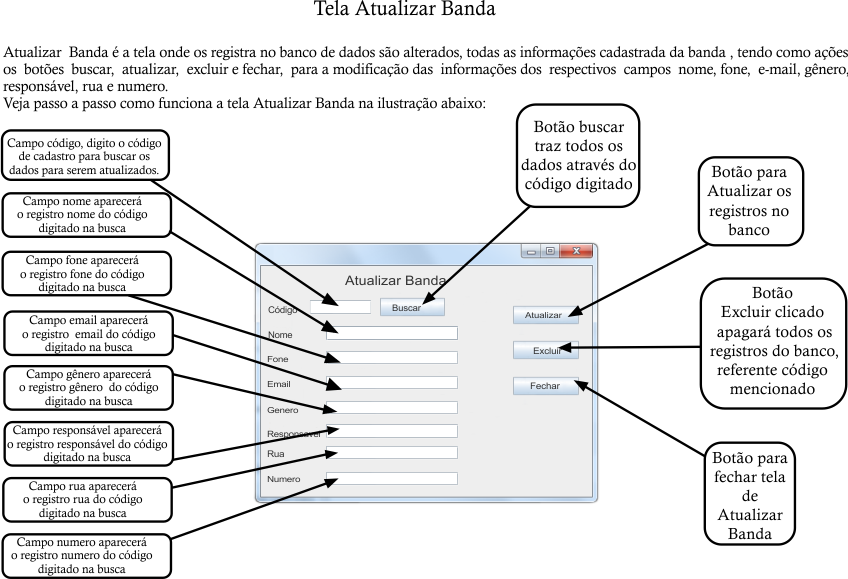 Tela Atualizar Banda
Atualizar Banda é a tela onde os registra no banco de dados são alterados, todas as informações cadastrada da banda , tendo como ações
os botões buscar, atualizar, excluir e fechar, para a modificação das informações dos respectivos campos nome, fone, e-mail, gênero,
responsável, rua e numero.
Veja passo a passo como funciona a tela Atualizar Banda na ilustração abaixo:
Campo código, digito o código
de cadastro para buscar os
dados para serem atualizados.
Campo nome aparecerá
o registro nome do código
digitado na busca
Campo fone aparecerá
o registro fone do código
digitado na busca
Campo email aparecerá
o registro email do código
digitado na busca
Campo gênero aparecerá
o registro gênero do código
digitado na busca
Campo responsável aparecerá
o registro responsável do código
digitado na busca
Campo rua aparecerá
o registro rua do código
digitado na busca
Campo numero aparecerá
o registro numero do código
digitado na busca
Botão buscar
traz todos os
dados através do
código digitado
Atualizar Banda
Código
Buscar
Nome
Fone
Email
Genero
Responsável
Rua
Numero
Atualizar
Excluir
Fechar
Botão para
Atualizar os
registros no
banco
Botão
Excluir clicado
apagará todos os
registros do banco,
referente código
mencionado
Botão para
fechar tela
de
Atualizar
Banda